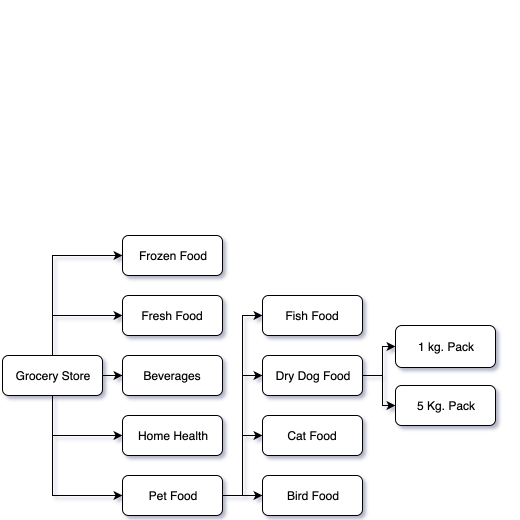 Frozen Food
Fresh Food
Fish Food
1 kg. Pack
Grocery Store
Beverages
Dry Dog Food
5 Kg. Pack
Home Health
Cat Food
Pet Food
Bird Food